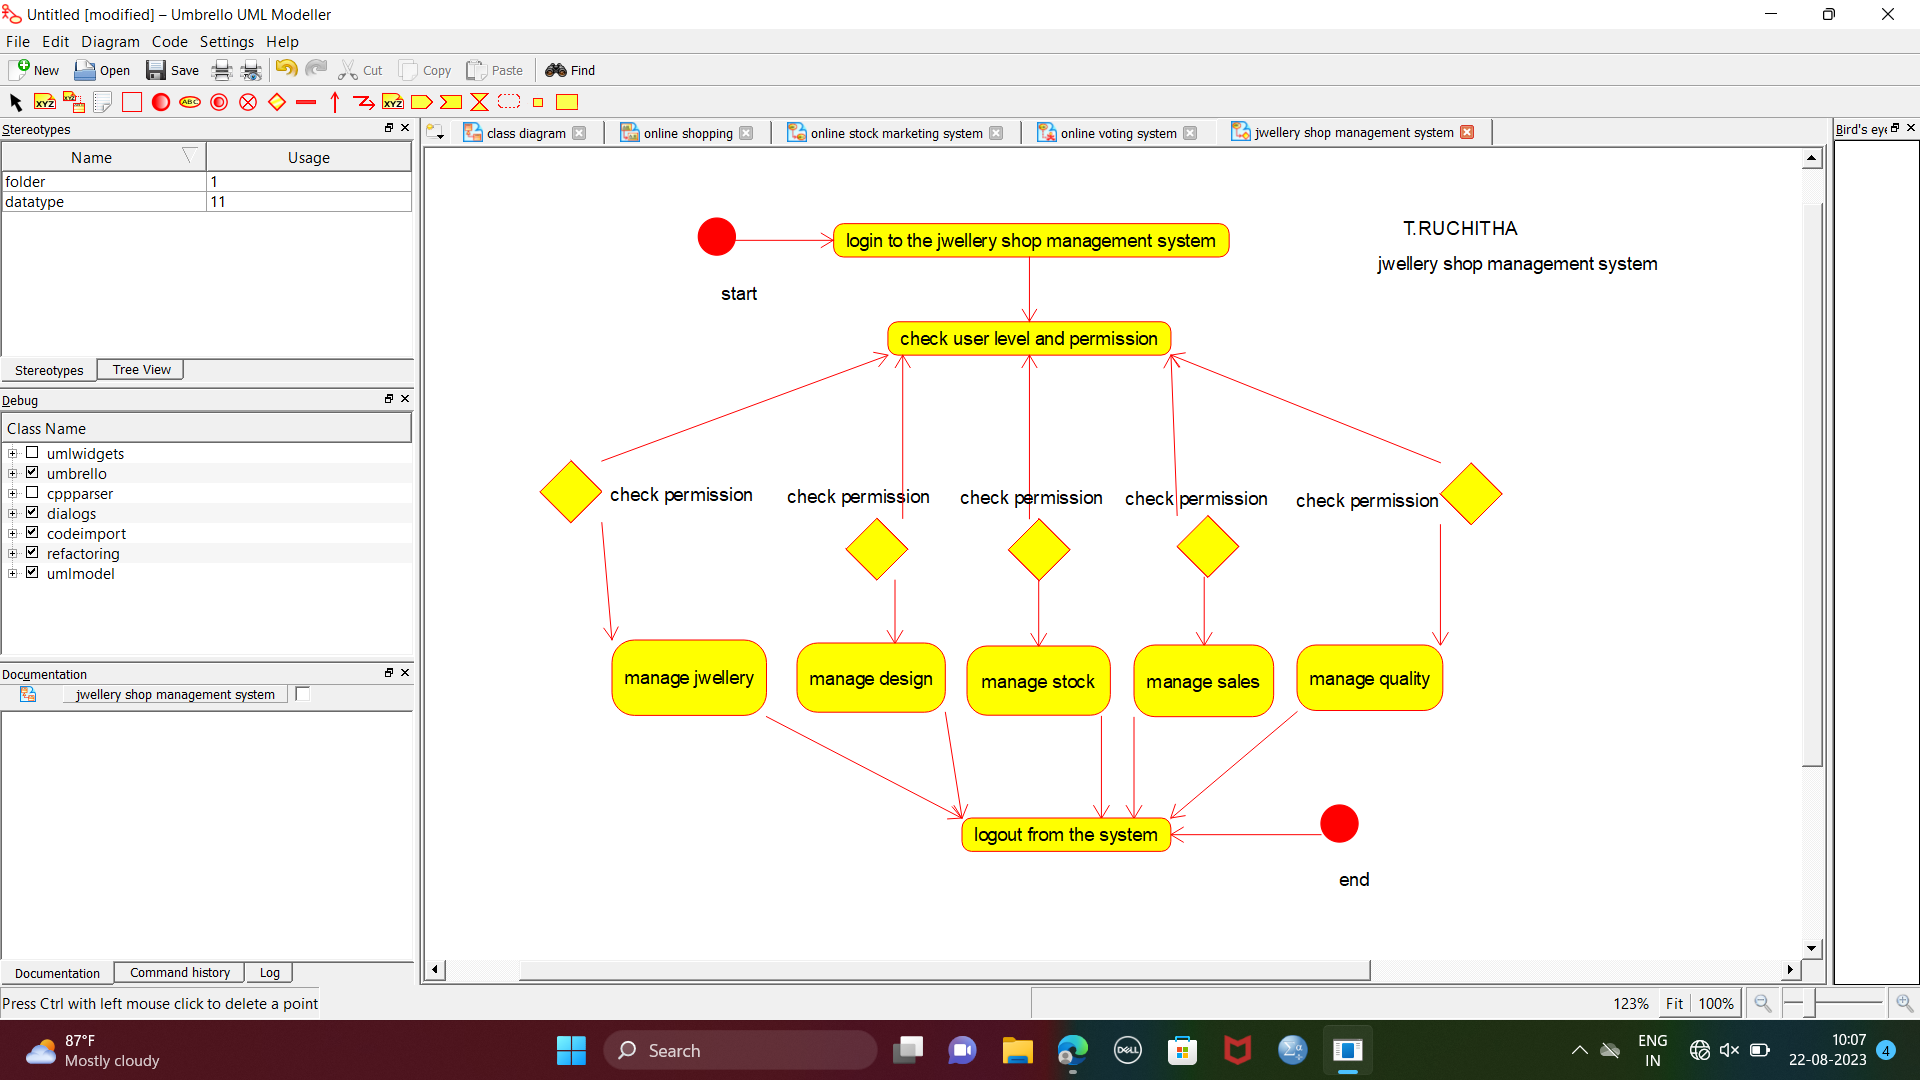 Untitled [modified] – Umbrello UML Modeller
File Edit Diagram Code Settings Help
New Open Save Cut Copy Paste Find
XYZ XYZ ABC XYZ
Stereotypes
Name Usage
folder 1
datatype 11
Stereotypes Tree View
Debug
Class Name
umlwidgets
umbrello
cppparser
dialogs
codeimport
refactoring
umlmodel
Documentation
jwellery shop management system
Documentation Command history Log
Press Ctrl with left mouse click to delete a point
class diagram online shopping online stock marketing system online voting system jwellery shop management system
Bird's eye
T.RUCHITHA
jwellery shop management system
login to the jwellery shop management system
start
check user level and permission
check permission check permission check permission check permission check permission
manage jwellery manage design manage stock manage sales manage quality
logout from the system
end
123% Fit 100%
87°F
Mostly cloudy
Search
DELL
ENG
IN
10:07
22-08-2023
4